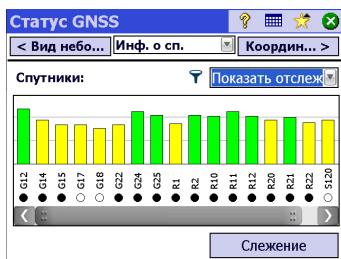 Статус GNSS
< Вид небо... Инф. о сп. Координ... >
Спутники: Показать отслеж
G12 G14 G15 G17 G18 G22 G24 G25 R1 R2 R10 R11 R12 R20 R21 R22 S120
Слежение